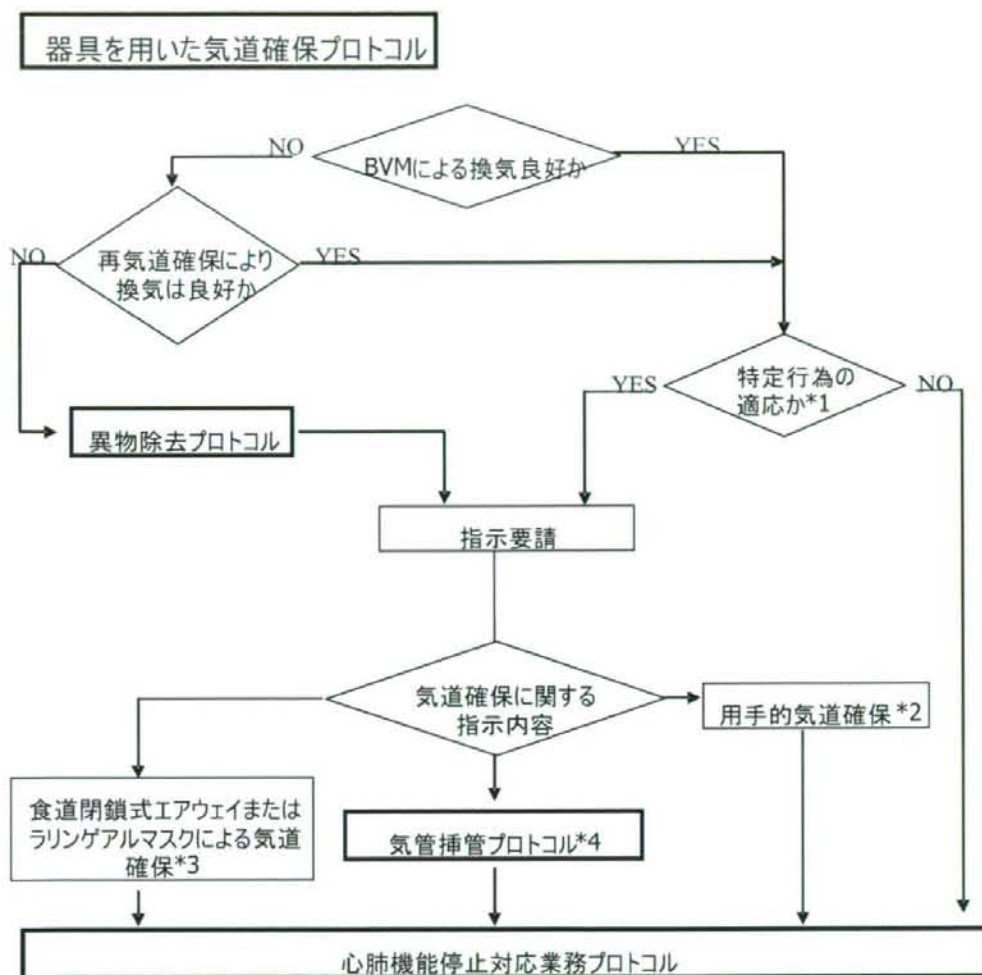 器具を用いた気道確保プロトコル
NO
YES
BVMによる換気良好か
NO
再気道確保により
換気は良好か
YES
YES
特定行為の
適応か*1
NO
異物除去プロトコル
指示要請
気道確保に関する
指示内容
用手的気道確保*2
食道閉鎖式エアウェイまたは
ラリンゲアルマスクによる気道
確保*3
気管挿管プロトコル*4
心肺機能停止対応業務プロトコル